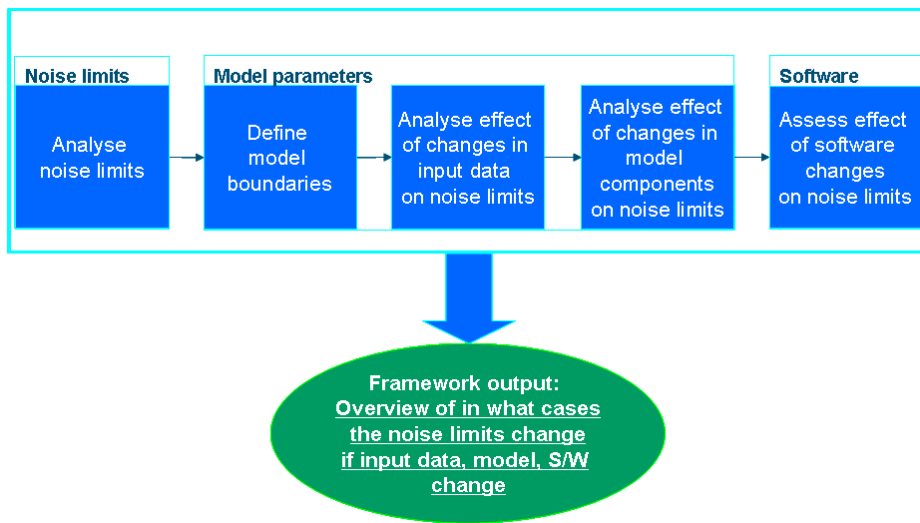 Noise limits
Analyse
noise limits
Model parameters
Define
model
boundaries
Analyse effect
of changes in
input data
on noise limits
Analyse effect
of changes in
model
components
on noise limits
Software
Assess effect
of software
changes
on noise limits
Framework output:
Overview of in what cases
the noise limits change
if input data, model, S/W
change